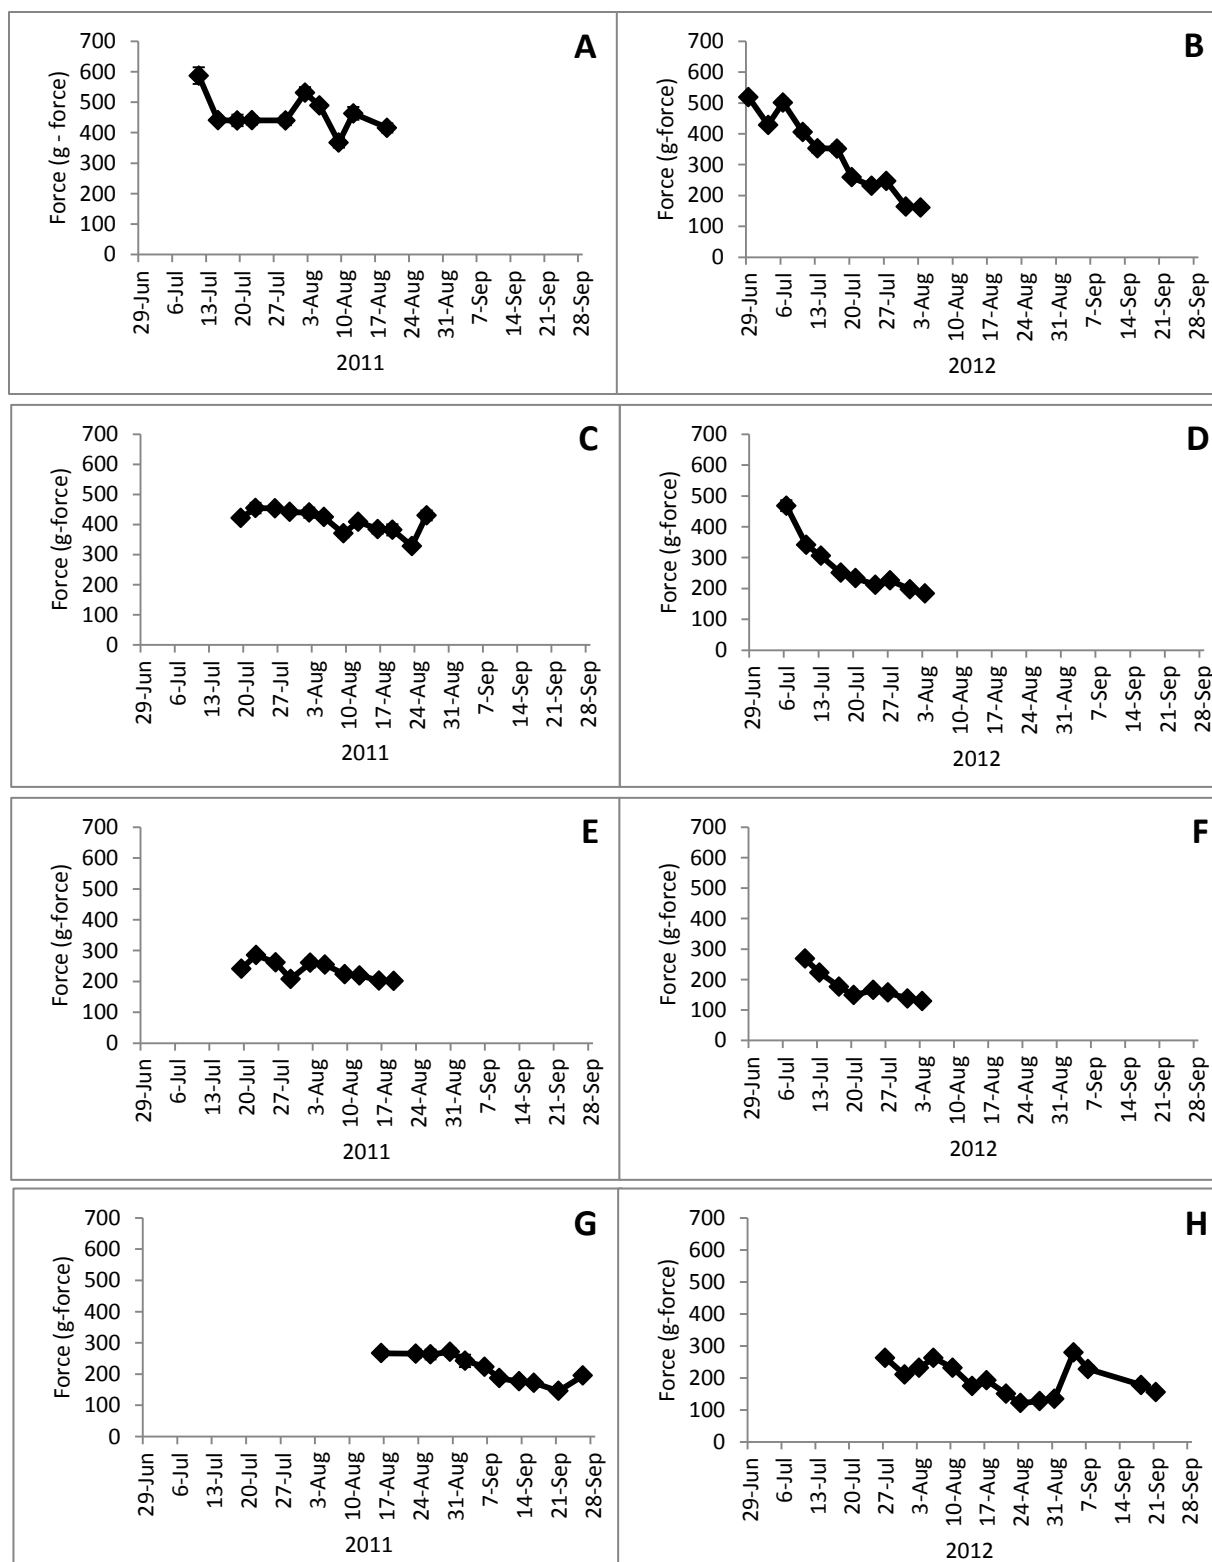 A
Force (g - force)
700
600
500
400
300
200
100
0
29-Jun
6-Jul
13-Jul
20-Jul
27-Jul
3-Aug
10-Aug
17-Aug
24-Aug
31-Aug
7-Sep
14-Sep
21-Sep
28-Sep
2011
B
Force (g-force)
700
600
500
400
300
200
100
0
29-Jun
6-Jul
13-Jul
20-Jul
27-Jul
3-Aug
10-Aug
17-Aug
24-Aug
31-Aug
7-Sep
14-Sep
21-Sep
28-Sep
2012
C
Force (g-force)
700
600
500
400
300
200
100
0
29-Jun
6-Jul
13-Jul
20-Jul
27-Jul
3-Aug
10-Aug
17-Aug
24-Aug
31-Aug
7-Sep
14-Sep
21-Sep
28-Sep
2011
D
Force (g-force)
700
600
500
400
300
200
100
0
29-Jun
6-Jul
13-Jul
20-Jul
27-Jul
3-Aug
10-Aug
17-Aug
24-Aug
31-Aug
7-Sep
14-Sep
21-Sep
28-Sep
2012
E
Force (g-force)
700
600
500
400
300
200
100
0
29-Jun
6-Jul
13-Jul
20-Jul
27-Jul
3-Aug
10-Aug
17-Aug
24-Aug
31-Aug
7-Sep
14-Sep
21-Sep
28-Sep
2011
F
Force (g-force)
700
600
500
400
300
200
100
0
29-Jun
6-Jul
13-Jul
20-Jul
27-Jul
3-Aug
10-Aug
17-Aug
24-Aug
31-Aug
7-Sep
14-Sep
21-Sep
28-Sep
2012
G
Force (g-force)
700
600
500
400
300
200
100
0
29-Jun
6-Jul
13-Jul
20-Jul
27-Jul
3-Aug
10-Aug
17-Aug
24-Aug
31-Aug
7-Sep
14-Sep
21-Sep
28-Sep
2011
H
Force (g-force)
700
600
500
400
300
200
100
0
29-Jun
6-Jul
13-Jul
20-Jul
27-Jul
3-Aug
10-Aug
17-Aug
24-Aug
31-Aug
7-Sep
14-Sep
21-Sep
28-Sep
2012